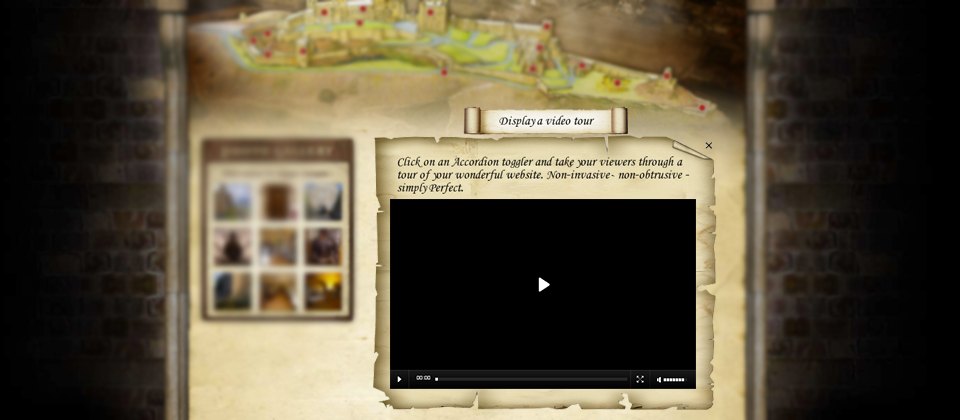 Display a video tour
Click on an Accordion toggler and take your viewers through a
tour of your wonderful website. Non-invasive- non-obtrusive -
simply Perfect.
00:00